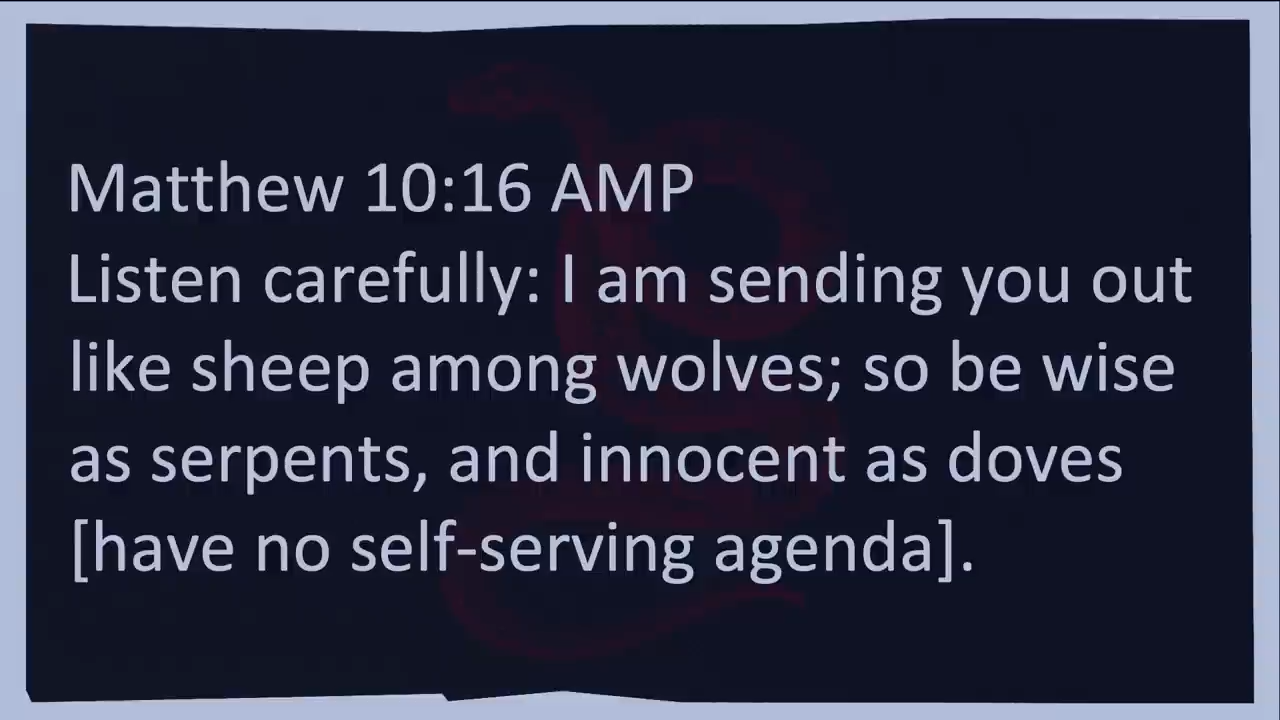 Matthew 10:16 AMP
Listen carefully: I am sending you out
like sheep among wolves; so be wise
as serpents, and innocent as doves
[have no self-serving agenda].